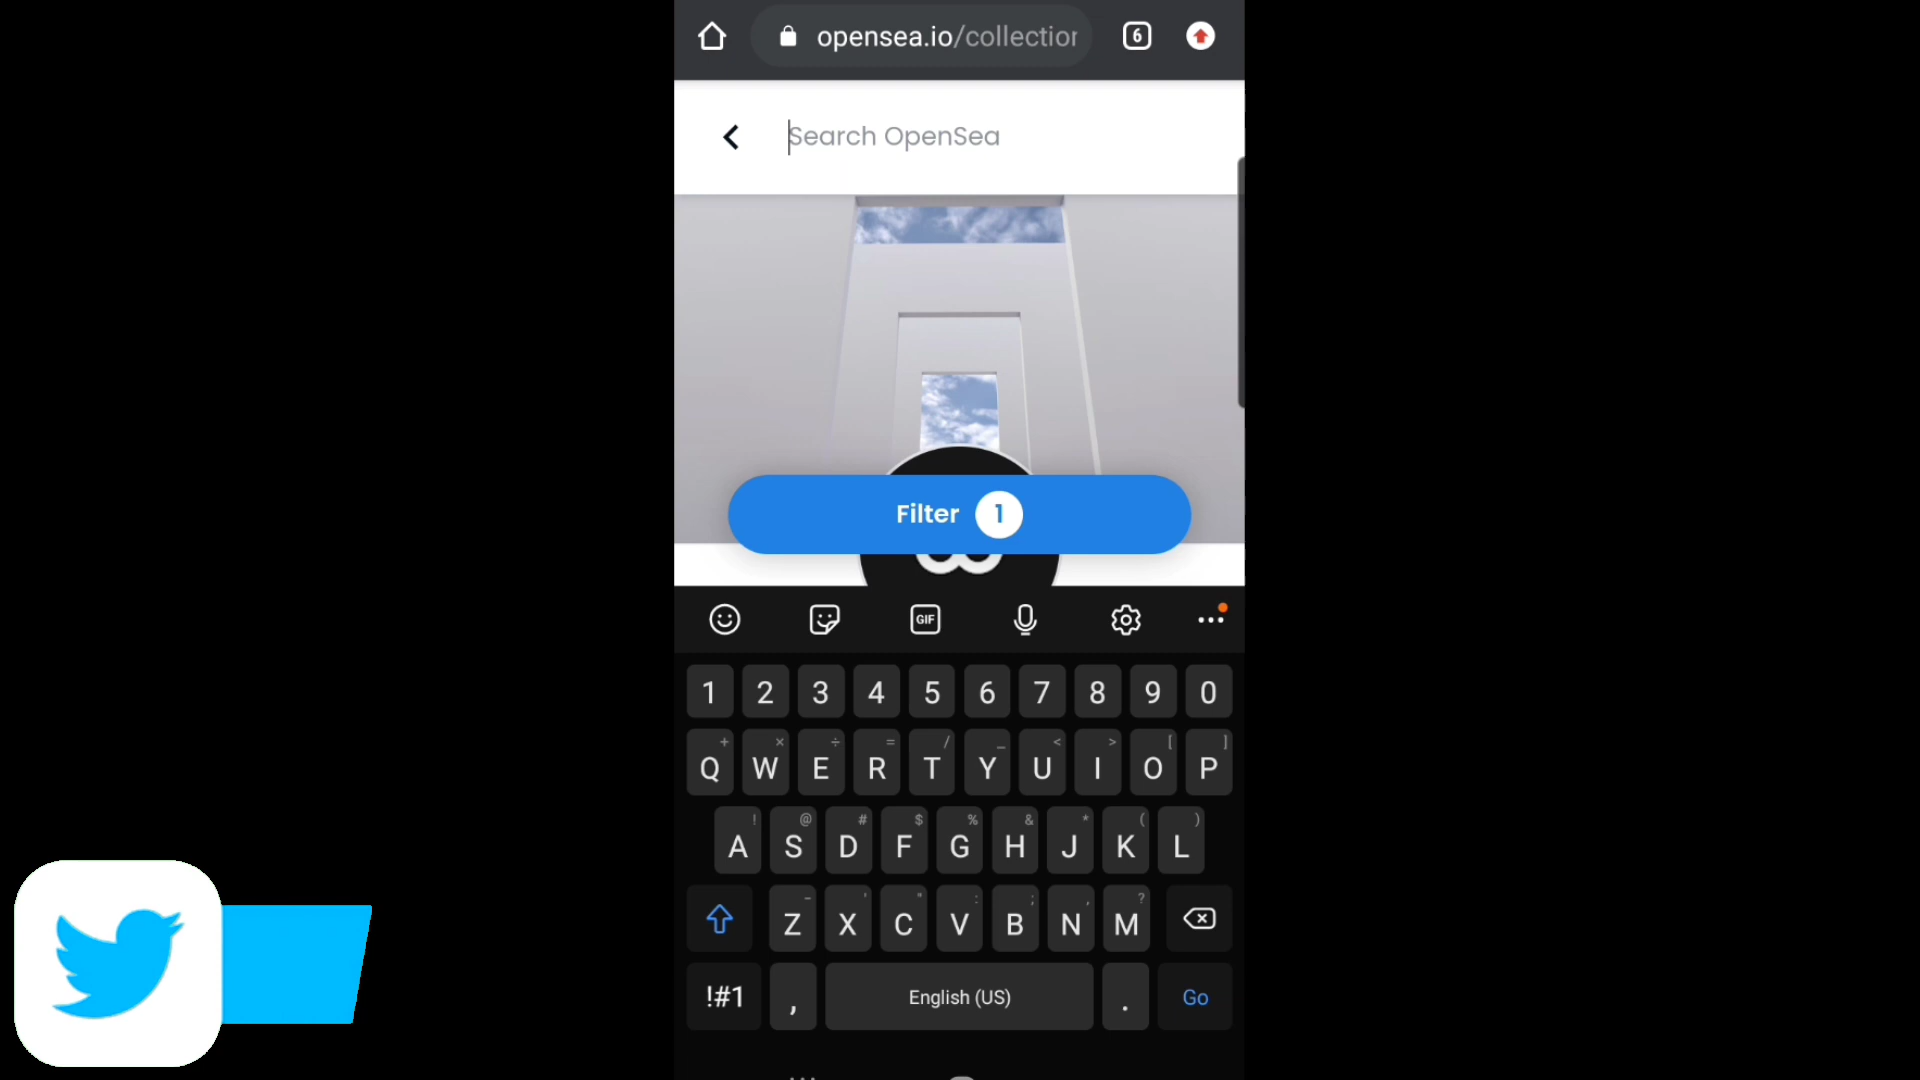 opensea.io/collection
6
Search OpenSea
Filter 1
GIF
1 2 3 4 5 6 7 8 9 0
+ × ÷ = / _ < > [ ]
Q W E R T Y U I O P
! @ # $ % & * ( )
A S D F G H J K L
- ' " : ; , ?
Z X C V B N M
!#1 , English (US) . Go